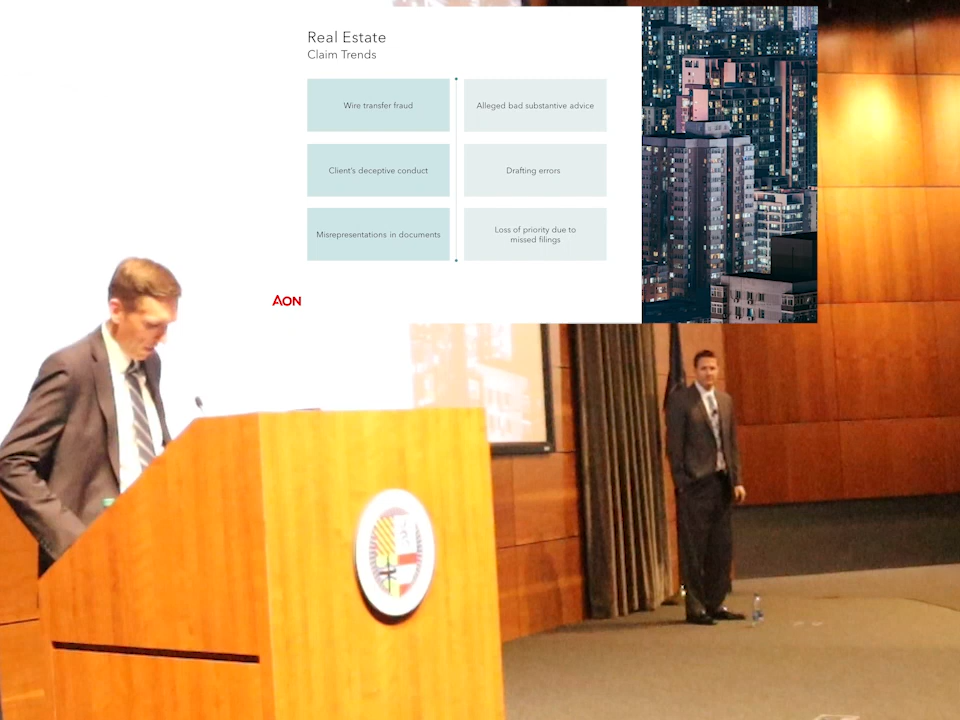 Real Estate
Claim Trends
Wire transfer fraud
Alleged bad substantive advice
Client's deceptive conduct
Drafting errors
Misrepresentations in documents
Loss of priority due to
missed filings
AON